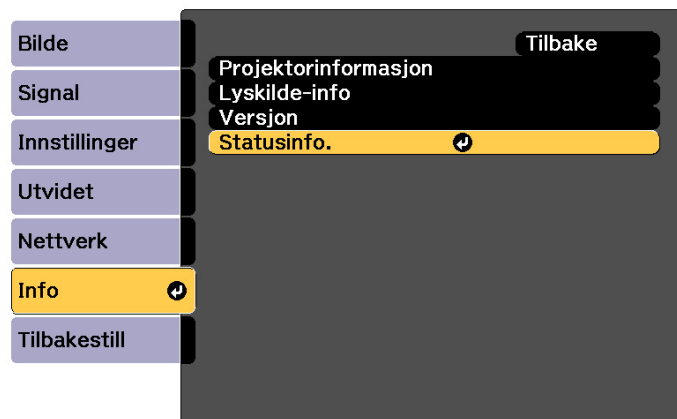 Bilde
Signal
Innstillinger
Utvidet
Nettverk
Info
Tilbakestill
Tilbake
Projektorinformasjon
Lyskilde-info
Versjon
Statusinfo.